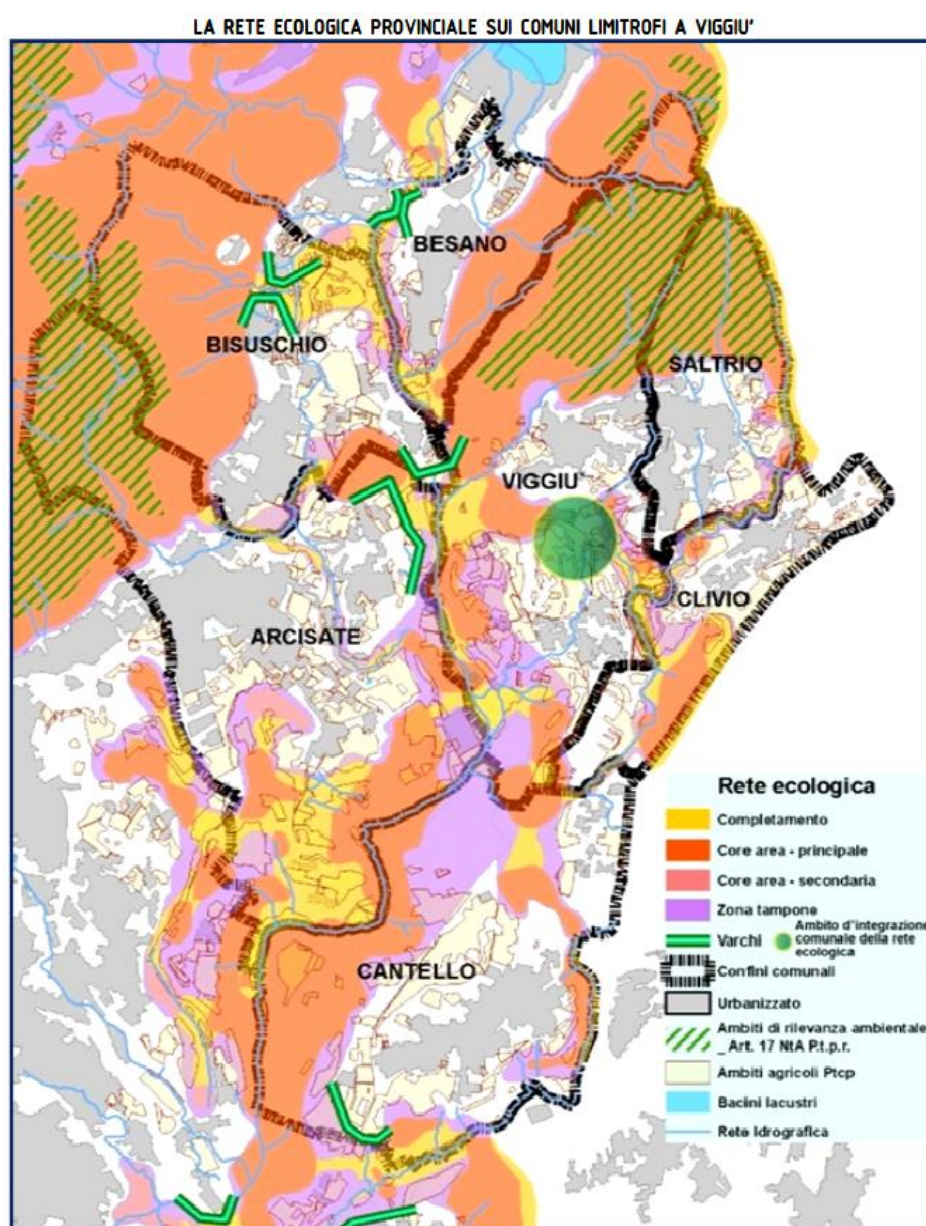 LA RETE ECOLOGICA PROVINCIALE SUI COMUNI LIMITROFI A VIGGIU'
BESANO
BISUSCHIO
SALTRIO
VIGGIU'
CLIVIO
ARCISATE
CANTELLO
Rete ecologica
Completamento
Core area - principale
Core area - secondaria
Zona tampone
Varchi
Ambito d''integrazione
comunale della rete
ecologica
Confini comunali
Urbanizzato
Ambiti di rilevanza ambientale
_ Art. 17 NtA P.t.p.r.
Ambiti agricoli Ptcp
Bacini lacustri
Rete Idrografica